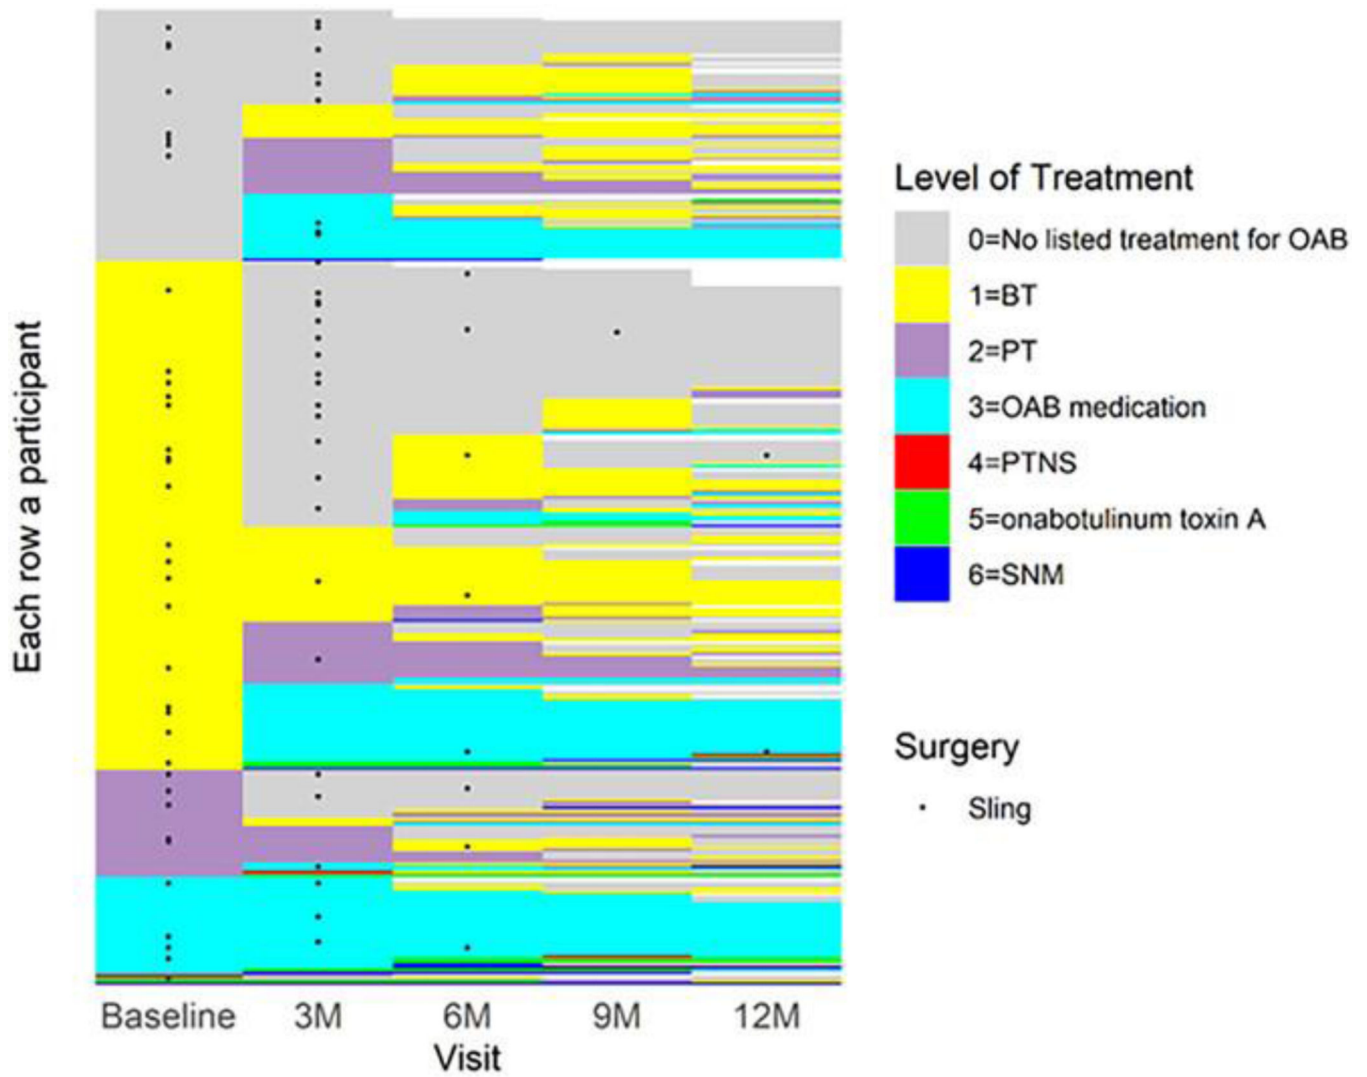 Each row a participant
Baseline 3M 6M 9M 12M
Visit
Level of Treatment
0=No listed treatment for OAB
1=BT
2=PT
3=OAB medication
4=PTNS
5=onabotulinum toxin A
6=SNM
Surgery
Sling